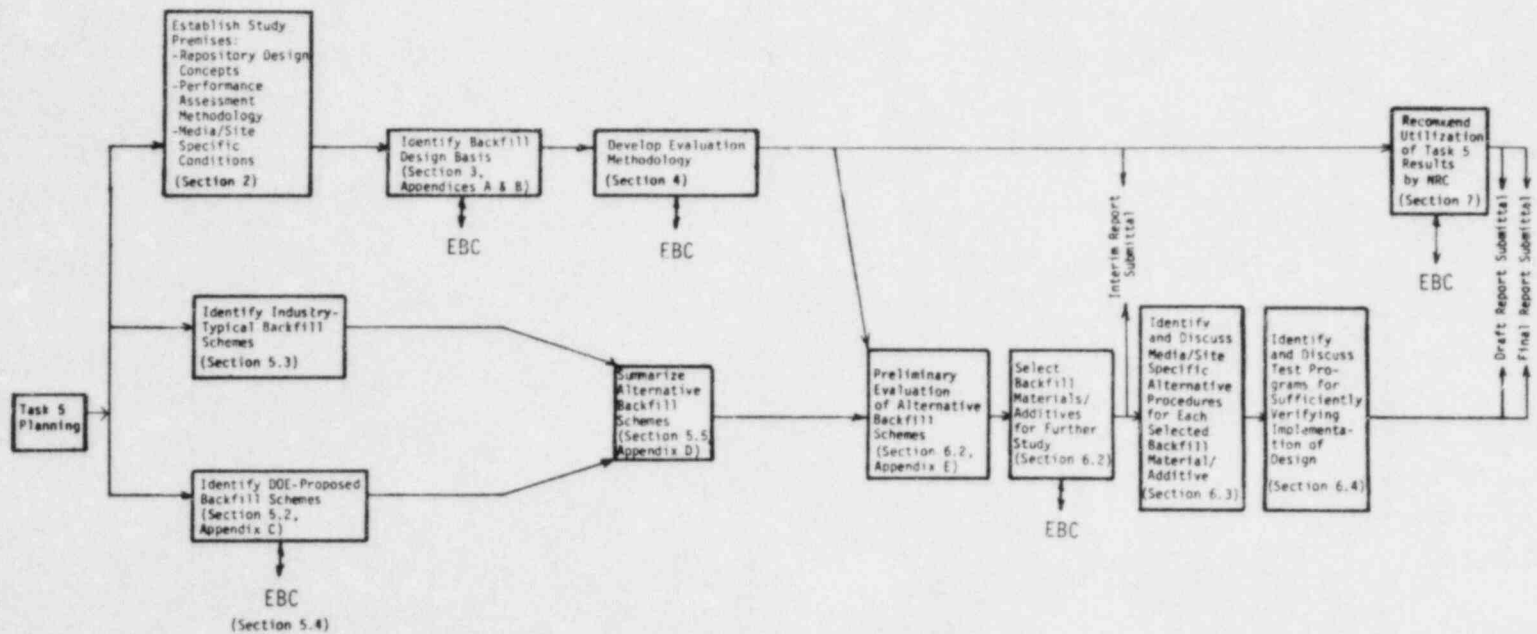 Establish Study
Premises:
-Repository Design
Concepts
-Performance
Assessment
Methodology
-Media/Site
Specific
Conditions
(Section 2)
Identify Backfill
Design Basis
(Section 3,
Appendices A & B)
EBC
Develop Evaluation
Methodology
(Section 4)
EBC
Recommend
Utilization
of Task 5
Results
by NRC
(Section 7)
EBC
Interim Report
Submittal
Draft Report Submittal
Final Report Submittal
Identify Industry-
Typical Backfill
Schemes
(Section 5.3)
Task 5
Planning
Summarize
Alternative
Backfill
Schemes
(Section 5.5,
Appendix D)
Preliminary
Evaluation
of Alternative
Backfill
Schemes
(Section 6.2,
Appendix E)
Select
Backfill
Materials/
Additives
for Further
Study
(Section 6.2)
EBC
Identify
and Discuss
Media/Site
Specific
Alternative
Procedures
for Each
Selected
Backfill
Material/
Additive
(Section 6.3)
Identify
and Discuss
Test Pro-
grams for
Sufficiently
Verifying
Implementa-
tion of
Design
(Section 6.4)
Identify DOE-Proposed
Backfill Schemes
(Section 5.2,
Appendix C)
EBC
(Section 5.4)